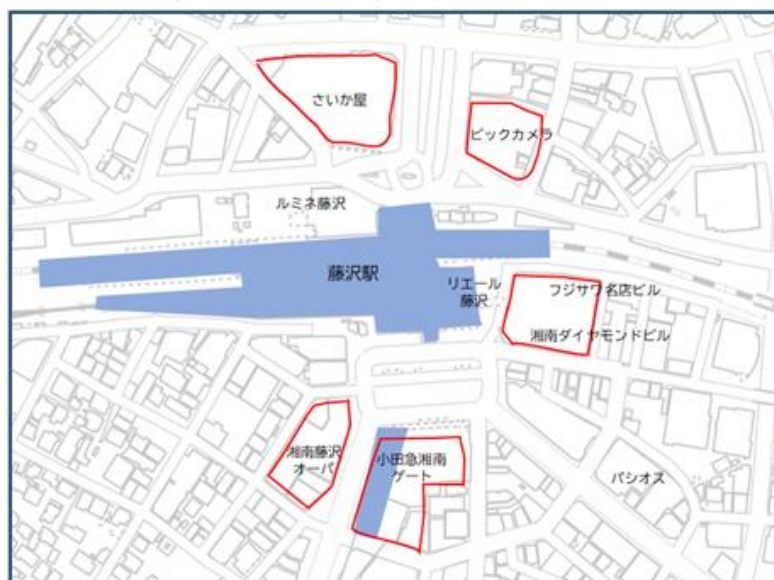 さいか屋
ビックカメラ
ルミネ藤沢
藤沢駅
リエール
藤沢
フジサワ名店ビル
湘南ダイヤモンドビル
湘南藤沢
オーパ
小田急湘南
ゲート
パシオス